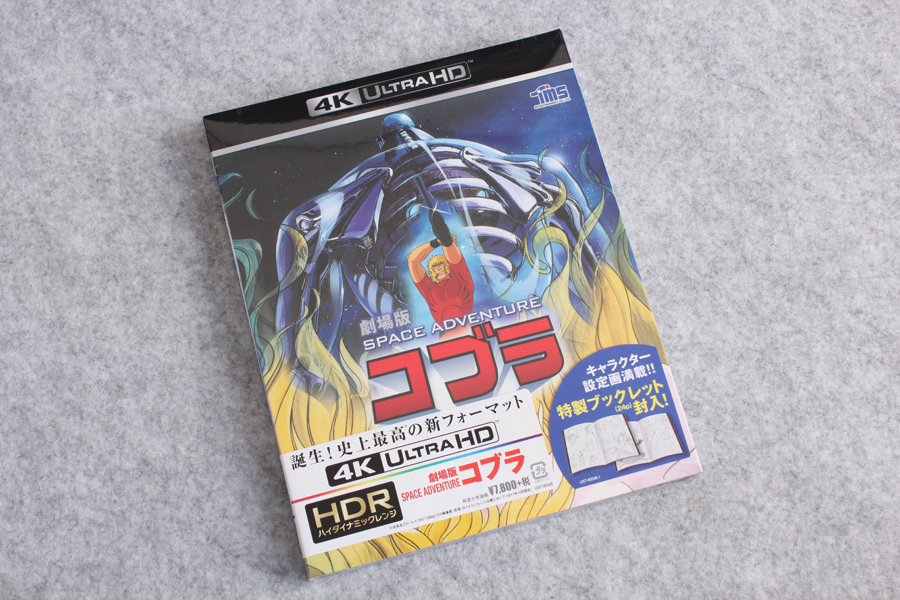 4K ULTRA HD
TMS
劇場版
SPACE ADVENTURE
コブラ
キャラクター
設定画満載!!
特製ブックレット
(24p)封入!
誕生!史上最高の新フォーマット
4K ULTRA HD™
劇場版
SPACE ADVENTURE コブラ
HDR
ハイダイナミックレンジ
¥7,800+税